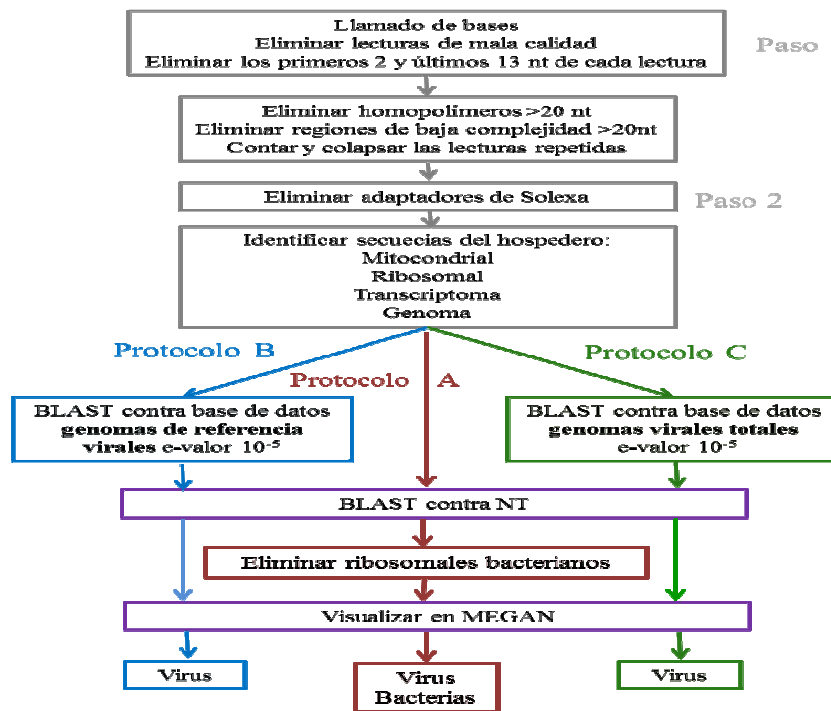 Llamado de bases
Eliminar lecturas de mala calidad
Eliminar los primeros 2 y últimos 13 nt de cada lectura
Paso
Eliminar homopolímeros >20 nt
Eliminar regiones de baja complejidad >20nt
Contar y colapsar las lecturas repetidas
Eliminar adaptadores de Solexa
Paso 2
Identificar secuecias del hospedero:
Mitocondrial
Ribosomal
Transcriptoma
Genoma
Protocolo B
Protocolo A
Protocolo C
BLAST contra base de datos
genomas de referencia
virales e-valor 10⁻⁵
BLAST contra base de datos
genomas virales totales
e-valor 10⁻⁵
BLAST contra NT
Eliminar ribosomales bacterianos
Visualizar en MEGAN
Virus
Virus
Bacterias
Virus